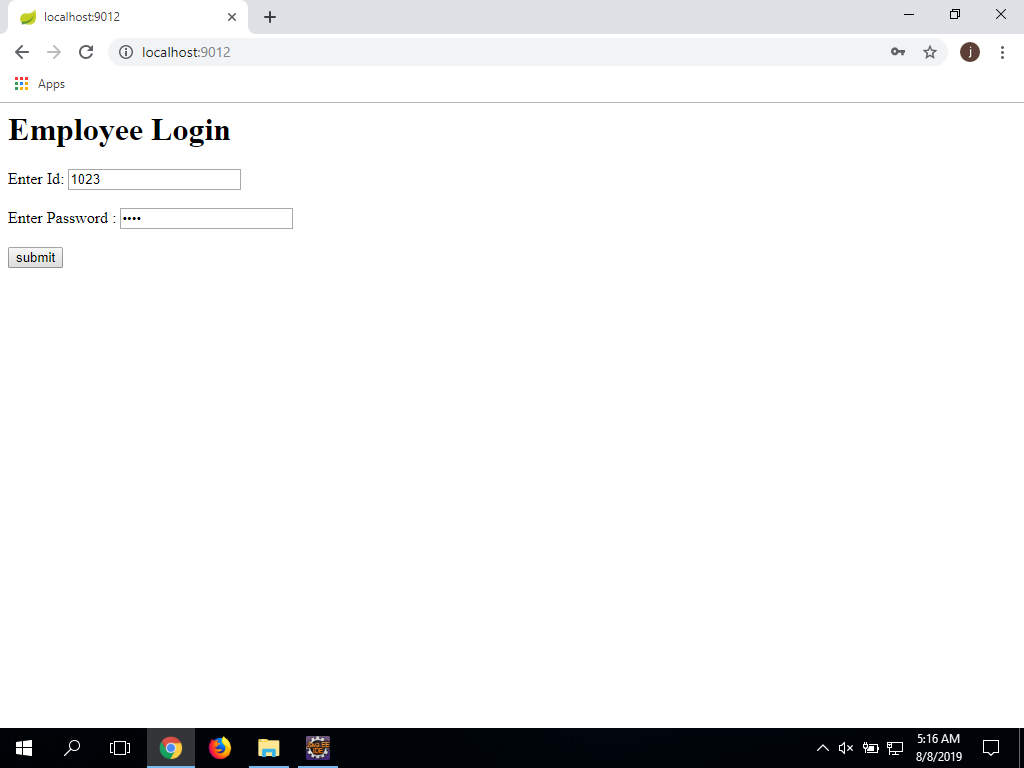 localhost:9012
localhost:9012
j
Apps
Employee Login
Enter Id: 1023
Enter Password : ••••
submit
5:16 AM
8/8/2019